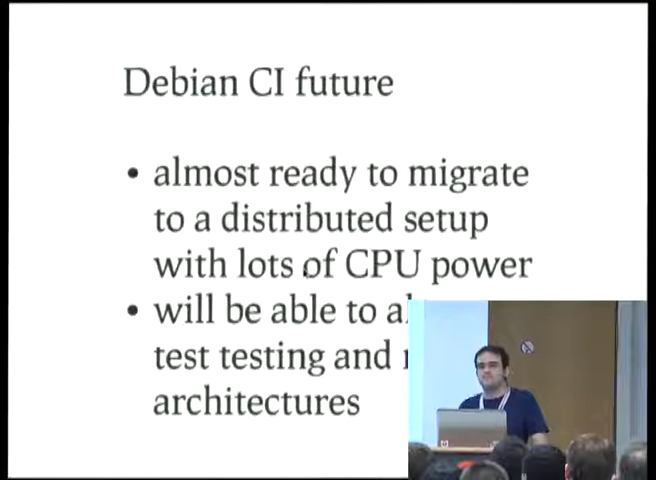 Debian CI future
• almost ready to migrate
to a distributed setup
with lots of CPU power
• will be able to
test testing and
architectures